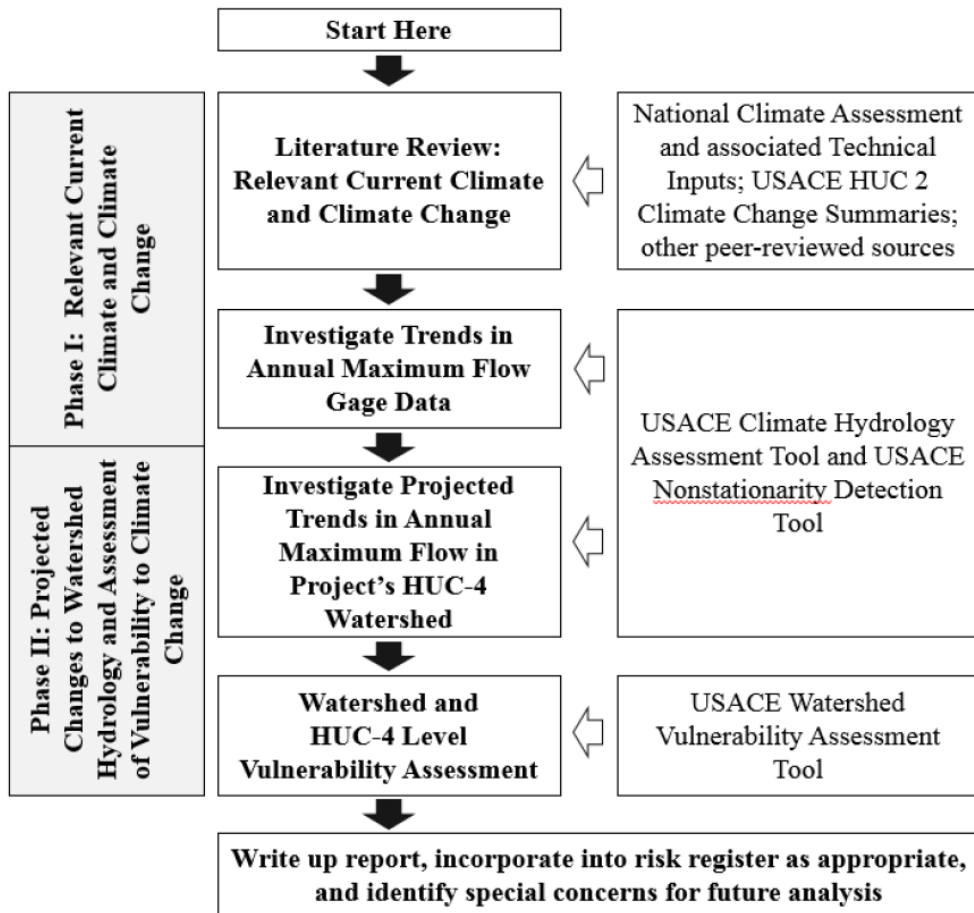 Start Here
Phase I:  Relevant Current
Climate and Climate
Change
Literature Review:
Relevant Current Climate
and Climate Change
National Climate Assessment
and associated Technical
Inputs; USACE HUC 2
Climate Change Summaries;
other peer-reviewed sources
Investigate Trends in
Annual Maximum Flow
Gage Data
USACE Climate Hydrology
Assessment Tool and USACE
Nonstationarity Detection
Tool
Phase II: Projected
Changes to Watershed
Hydrology and Assessment
of Vulnerability to Climate
Change
Investigate Projected
Trends in Annual
Maximum Flow in
Project’s HUC-4
Watershed
Watershed and
HUC-4 Level
Vulnerability Assessment
USACE Watershed
Vulnerability Assessment
Tool
Write up report, incorporate into risk register as appropriate,
and identify special concerns for future analysis